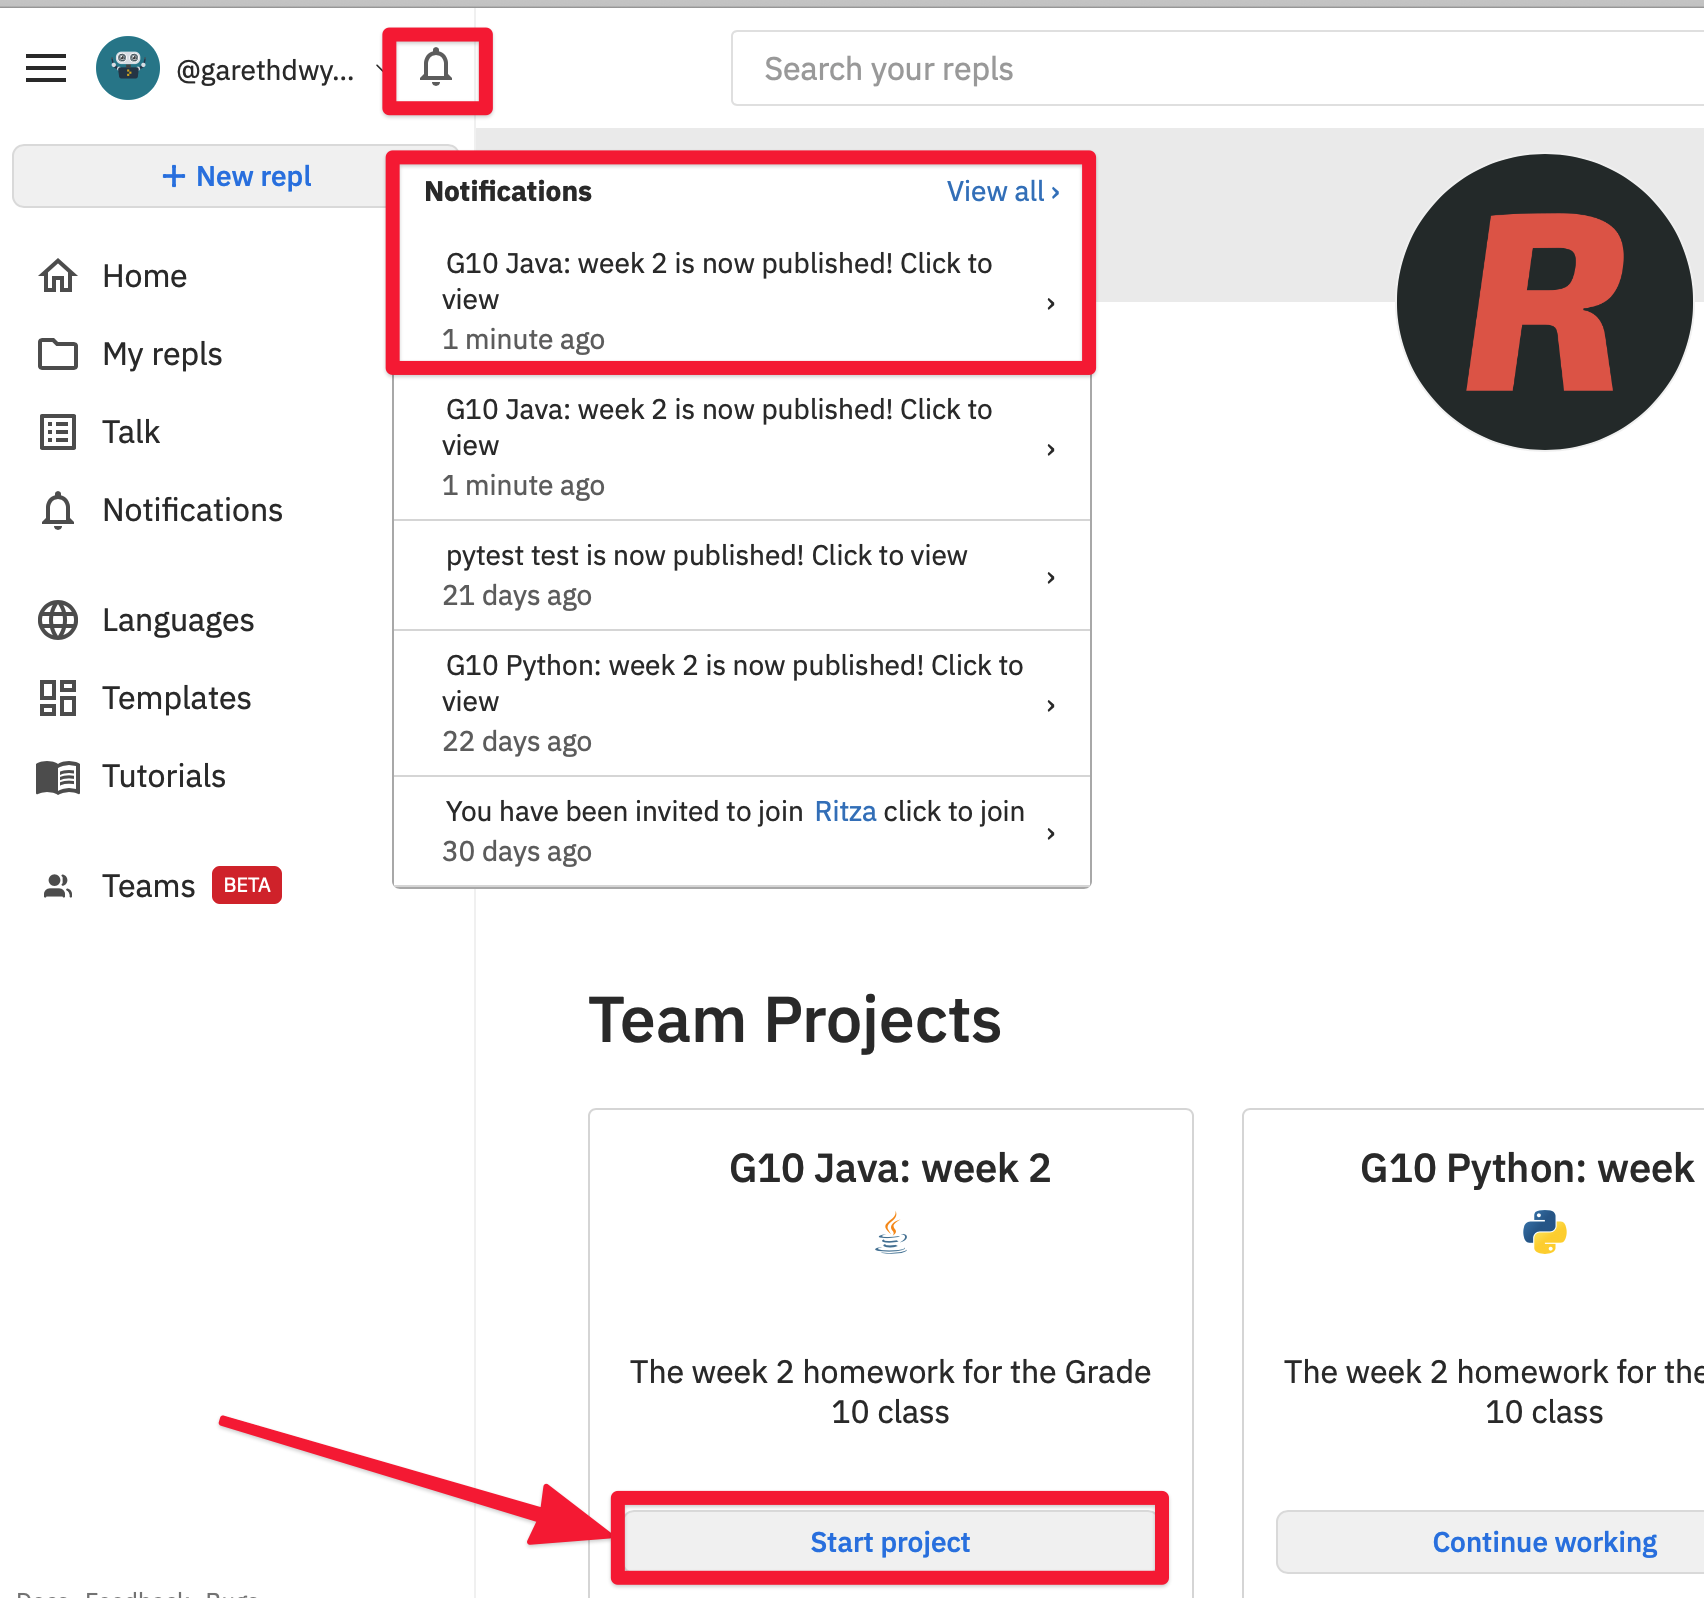 @garethdwy...
Search your repls
+ New repl
Home
My repls
Talk
Notifications
Languages
Templates
Tutorials
Teams BETA
Notifications
View all ›
G10 Java: week 2 is now published! Click to
view
1 minute ago
G10 Java: week 2 is now published! Click to
view
1 minute ago
pytest test is now published! Click to view
21 days ago
G10 Python: week 2 is now published! Click to
view
22 days ago
You have been invited to join Ritza click to join
30 days ago
R
Team Projects
G10 Java: week 2
The week 2 homework for the Grade
10 class
Start project
G10 Python: week
The week 2 homework for the
10 class
Continue working
Docs Feedback Bugs